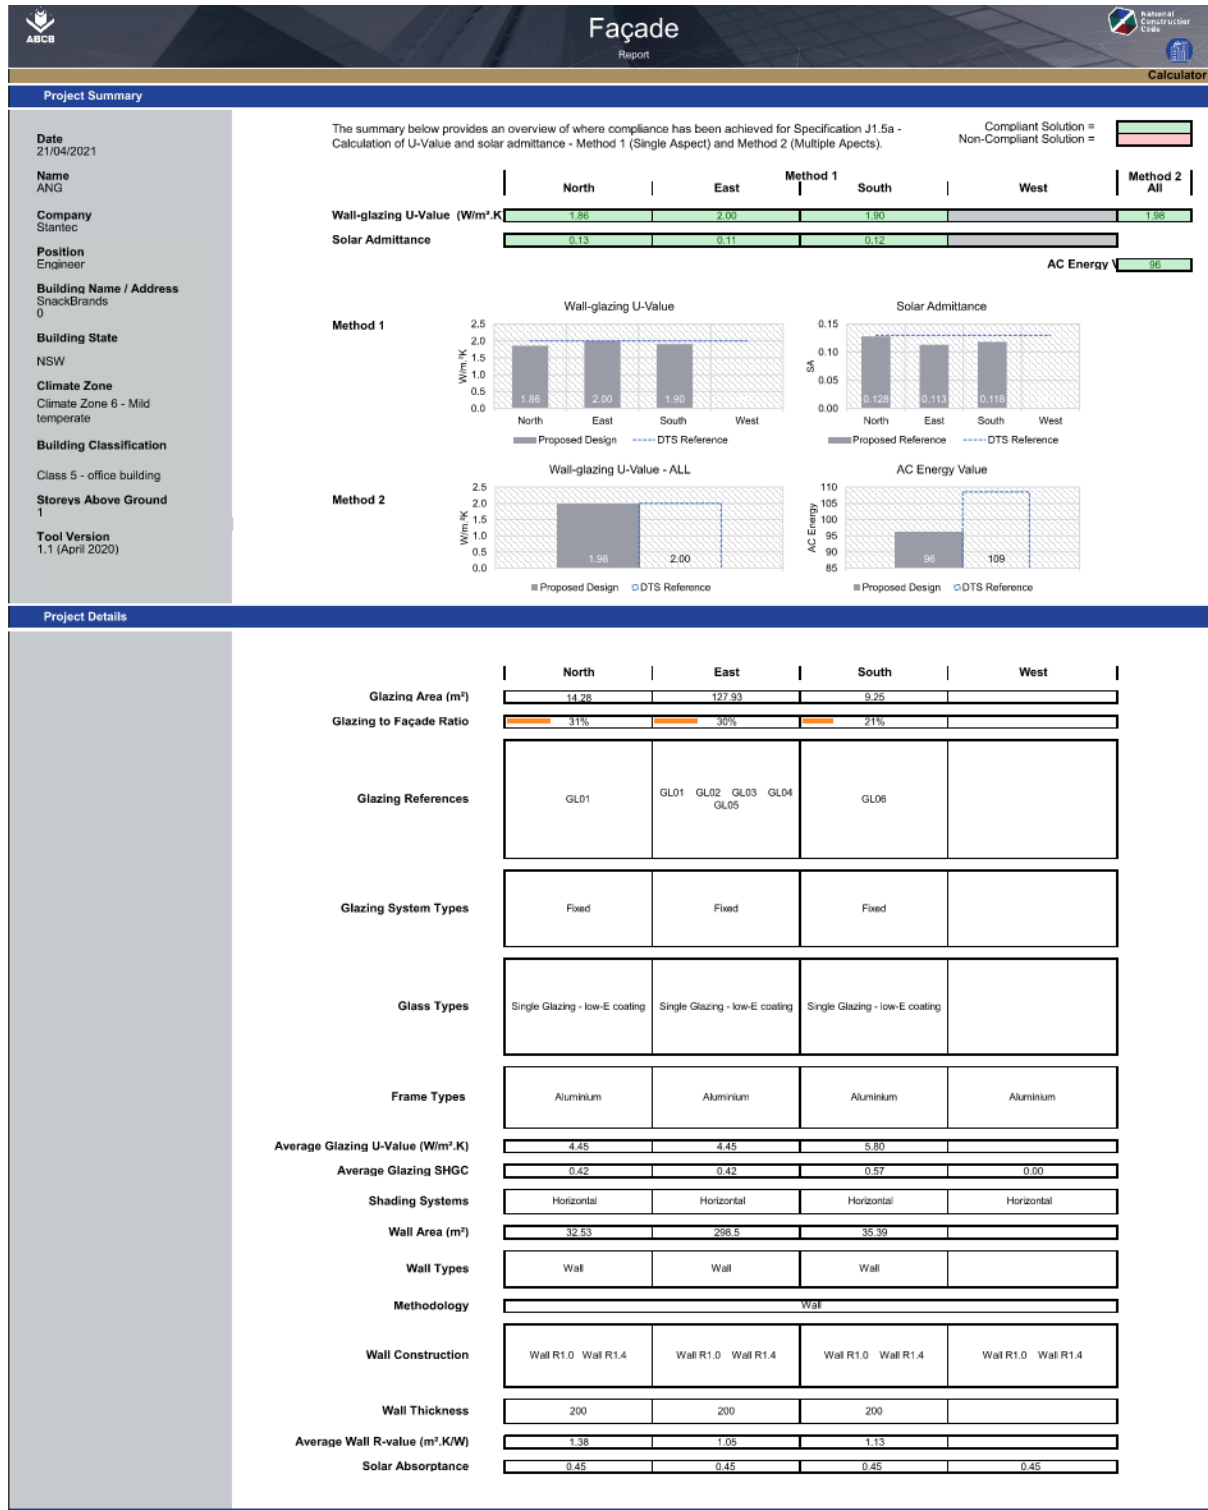 ABCB
Façade
Report
National
Construction
Code
Calculator
Project Summary
Date
21/04/2021
Name
ANG
Company
Stantec
Position
Engineer
Building Name / Address
SnackBrands
0
Building State
NSW
Climate Zone
Climate Zone 6 - Mild
temperate
Building Classification
Class 5 - office building
Storeys Above Ground
1
Tool Version
1.1 (April 2020)
The summary below provides an overview of where compliance has been achieved for Specification J1.5a -
Calculation of U-Value and solar admittance - Method 1 (Single Aspect) and Method 2 (Multiple Apects).
Compliant Solution =
Non-Compliant Solution =
Method 1 Method 2
North East South West All
Wall-glazing U-Value (W/m².K 1.86 2.00 1.90 1.98
Solar Admittance 0.13 0.11 0.12
AC Energy V 96
Method 1
Wall-glazing U-Value
W/m.²K
2.5
2.0
1.5
1.0
0.5
0.0
1.86 2.00 1.90
North East South West
Proposed Design DTS Reference
Solar Admittance
SA
0.15
0.10
0.05
0.00
0.128 0.113 0.118
North East South West
Proposed Reference DTS Reference
Method 2
Wall-glazing U-Value - ALL
W/m.²K
2.5
2.0
1.5
1.0
0.5
0.0
1.98 2.00
Proposed Design DTS Reference
AC Energy Value
AC Energy
110
105
100
95
90
85
96 109
Proposed Design DTS Reference
Project Details
North East South West
Glazing Area (m²) 14.28 127.93 9.25
Glazing to Façade Ratio 31% 30% 21%
Glazing References GL01 GL01 GL02 GL03 GL04 GL06
GL05
Glazing System Types Fixed Fixed Fixed
Glass Types Single Glazing - low-E coating Single Glazing - low-E coating Single Glazing - low-E coating
Frame Types Aluminium Aluminium Aluminium Aluminium
Average Glazing U-Value (W/m².K) 4.45 4.45 5.80
Average Glazing SHGC 0.42 0.42 0.57 0.00
Shading Systems Horizontal Horizontal Horizontal Horizontal
Wall Area (m²) 32.53 298.5 35.39
Wall Types Wall Wall Wall
Methodology Wall
Wall Construction Wall R1.0 Wall R1.4 Wall R1.0 Wall R1.4 Wall R1.0 Wall R1.4 Wall R1.0 Wall R1.4
Wall Thickness 200 200 200
Average Wall R-value (m².K/W) 1.38 1.05 1.13
Solar Absorptance 0.45 0.45 0.45 0.45